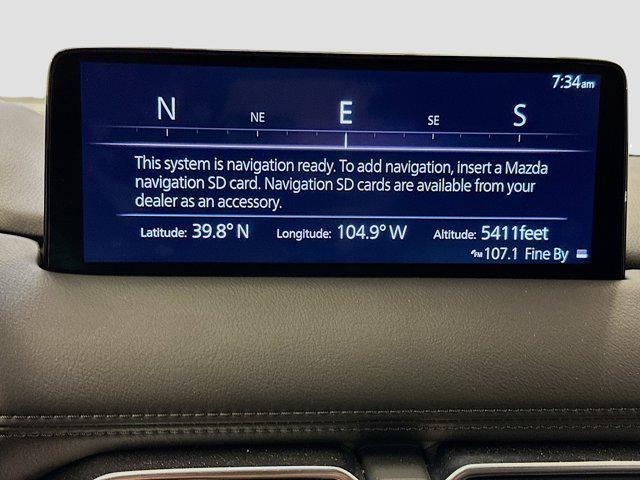 7:34am
N NE E SE S
This system is navigation ready. To add navigation, insert a Mazda
navigation SD card. Navigation SD cards are available from your
dealer as an accessory.
Latitude: 39.8° N Longitude: 104.9° W Altitude: 5411feet
FM 107.1 Fine By